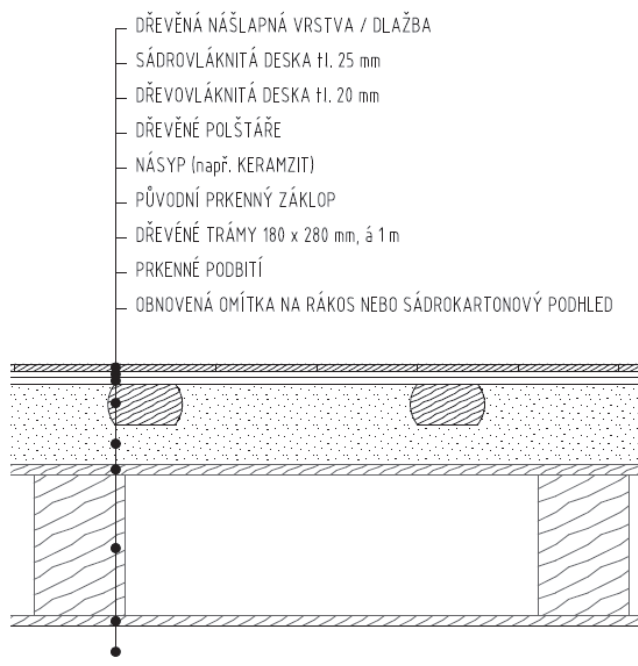 DŘEVĚNÁ NÁŠLAPNÁ VRSTVA / DLAŽBA
SÁDROVLÁKNITÁ DESKA tl. 25 mm
DŘEVOVLÁKNITÁ DESKA tl. 20 mm
DŘEVĚNÉ POLŠTÁŘE
NÁSYP (např. KERAMZIT)
PŮVODNÍ PRKENNÝ ZÁKLOP
DŘEVÉNÉ TRÁMY 180 x 280 mm, á 1 m
PRKENNÉ PODBITÍ
OBNOVENÁ OMÍTKA NA RÁKOS NEBO SÁDROKARTONOVÝ PODHLED